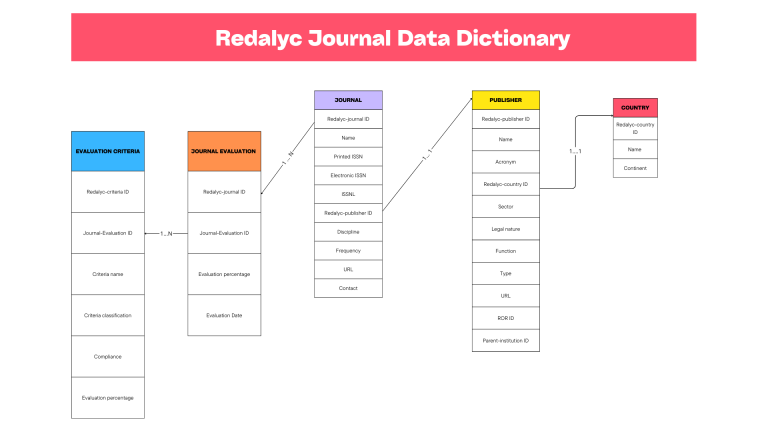 Redalyc Journal Data Dictionary
EVALUATION CRITERIA
Redalyc-criteria ID
Journal-Evaluation ID
Criteria name
Criteria classification
Compliance
Evaluation percentage
1...N
JOURNAL EVALUATION
Redalyc-journal ID
Journal-Evaluation ID
Evaluation percentage
Evaluation Date
1 ... N
JOURNAL
Redalyc-journal ID
Name
Printed ISSN
Electronic ISSN
ISSNL
Redalyc-publisher ID
Discipline
Frequency
URL
Contact
1...1
PUBLISHER
Redalyc-publisher ID
Name
Acronym
Redalyc-country ID
Sector
Legal nature
Function
Type
URL
ROR ID
Parent-institution ID
1....1
COUNTRY
Redalyc-country
ID
Name
Continent